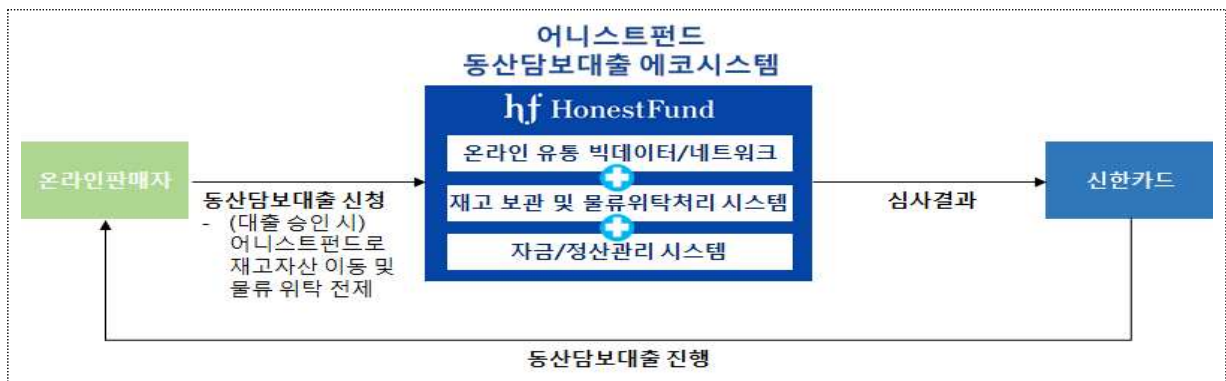 어니스트펀드
동산담보대출 에코시스템
hf HonestFund
온라인 유통 빅데이터/네트워크
재고 보관 및 물류위탁처리 시스템
자금/정산관리 시스템
온라인판매자
동산담보대출 신청
- (대출 승인 시)
어니스트펀드로
재고자산 이동 및
물류 위탁 전제
심사결과
신한카드
동산담보대출 진행